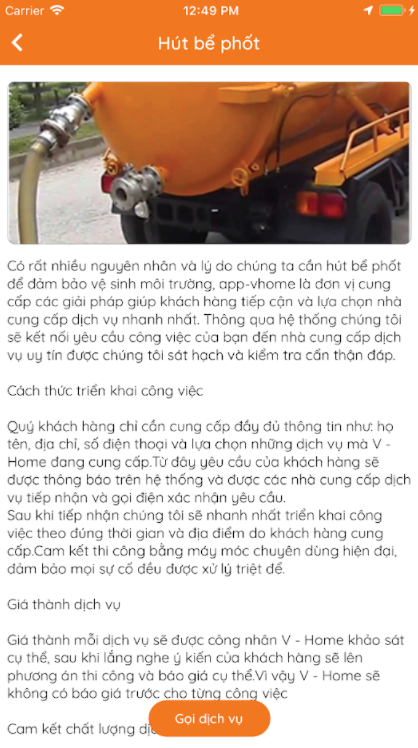 Carrier 12:49 PM
Hút bể phốt
Có rất nhiều nguyên nhân và lý do chúng ta cần hút bể phốt
để đảm bảo vệ sinh môi trường, app-vhome là đơn vị cung
cấp các giải pháp giúp khách hàng tiếp cận và lựa chọn nhà
cung cấp dịch vụ nhanh nhất. Thông qua hệ thống chúng tôi
sẽ kết nối yêu cầu công việc của bạn đến nhà cung cấp dịch
vụ uy tín được chúng tôi sát hạch và kiểm tra cẩn thận đáp.
Cách thức triển khai công việc
Quý khách hàng chỉ cần cung cấp đầy đủ thông tin như: họ
tên, địa chỉ, số điện thoại và lựa chọn những dịch vụ mà V -
Home đang cung cấp.Từ đây yêu cầu của khách hàng sẽ
được thông báo trên hệ thống và được các nhà cung cấp dịch
vụ tiếp nhận và gọi điện xác nhận yêu cầu.
Sau khi tiếp nhận chúng tôi sẽ nhanh nhất triển khai công
việc theo đúng thời gian và địa điểm do khách hàng cung
cấp.Cam kết thi công bằng máy móc chuyên dùng hiện đại,
đảm bảo mọi sự cố đều được xử lý triệt để.
Giá thành dịch vụ
Giá thành mỗi dịch vụ sẽ được công nhân V - Home khảo sát
cụ thể, sau khi lắng nghe ý kiến của khách hàng sẽ lên
phương án thi công và báo giá cụ thể.Vì vậy V - Home sẽ
không có báo giá trước cho từng công việc
Cam kết chất lượng
Gọi dịch vụ